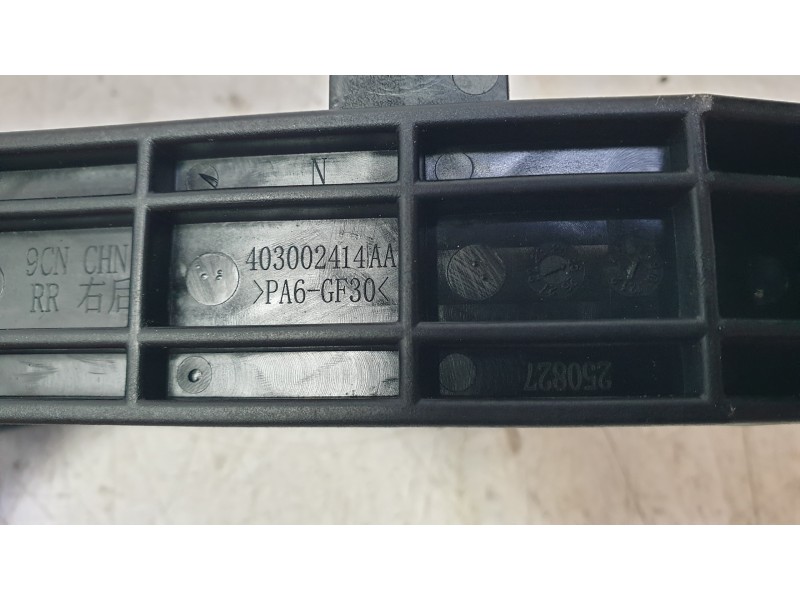 N
9CN CHN
RR 右后
403002414AA
>PA6-GF30<
250827